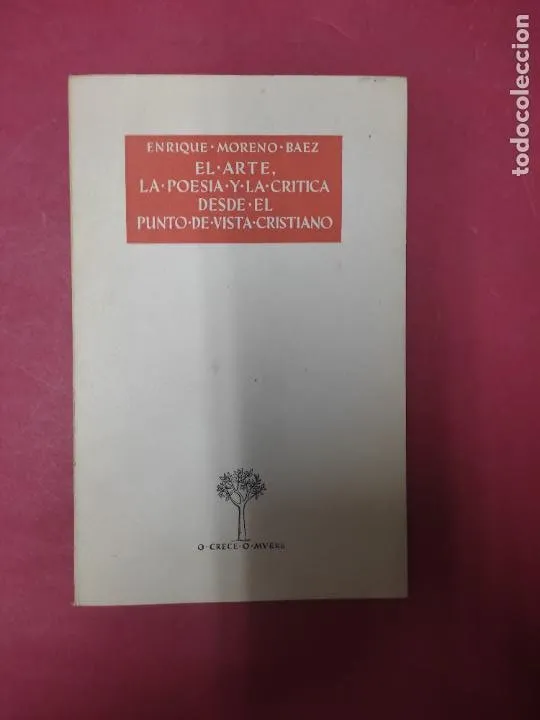 ENRIQUE·MORENO·BAEZ
EL·ARTE,
LA·POESIA·Y·LA·CRITICA
DESDE·EL
PUNTO·DE·VISTA·CRISTIANO
O·CRECE·O·MVERE
todocoleccion